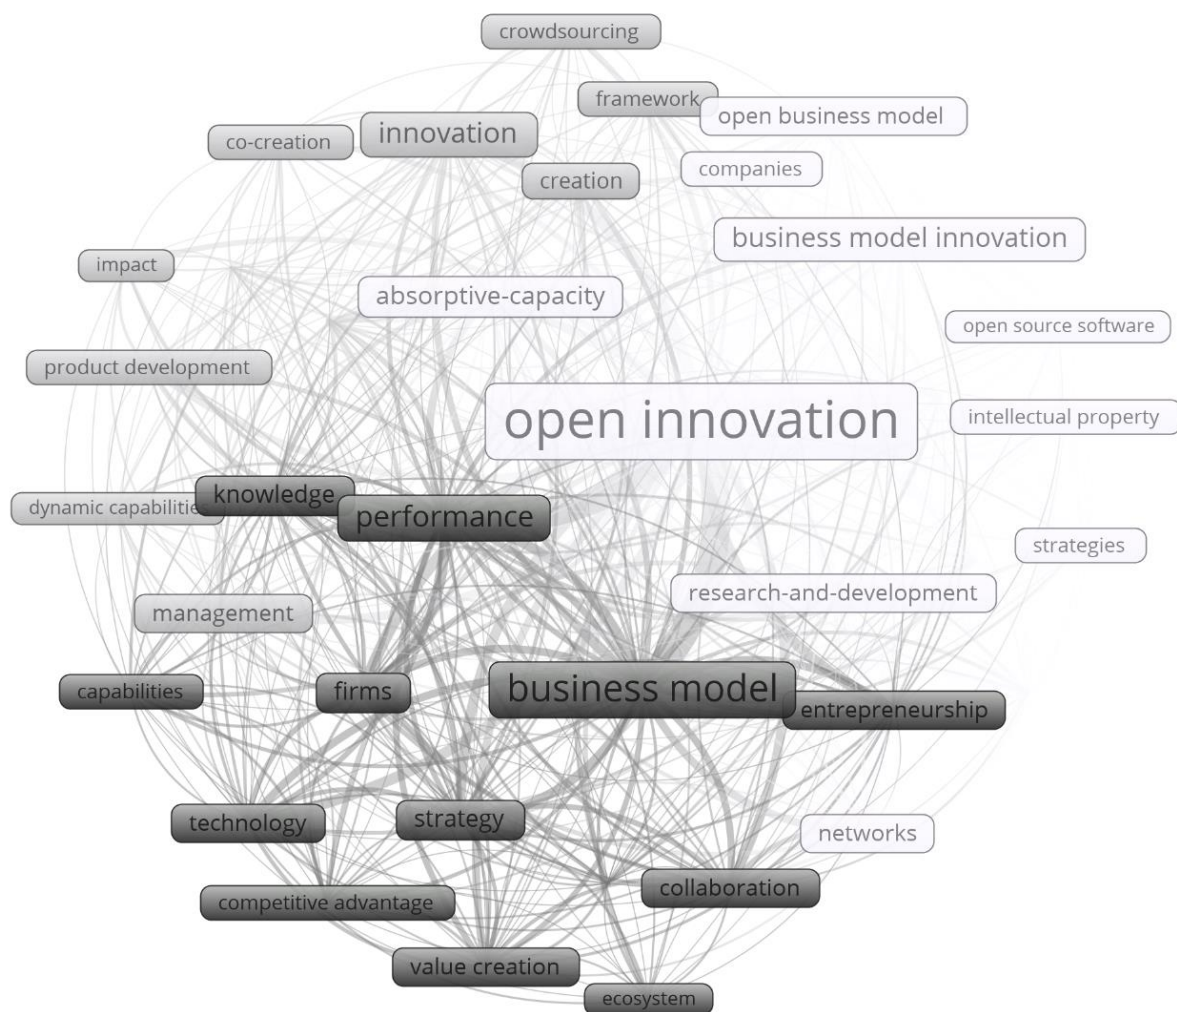 crowdsourcing
framework
open business model
innovation
co-creation
companies
creation
business model innovation
impact
absorptive-capacity
open source software
product development
open innovation
intellectual property
knowledge
dynamic capabilities
performance
strategies
research-and-development
management
business model
capabilities
firms
entrepreneurship
technology
strategy
networks
collaboration
competitive advantage
value creation
ecosystem